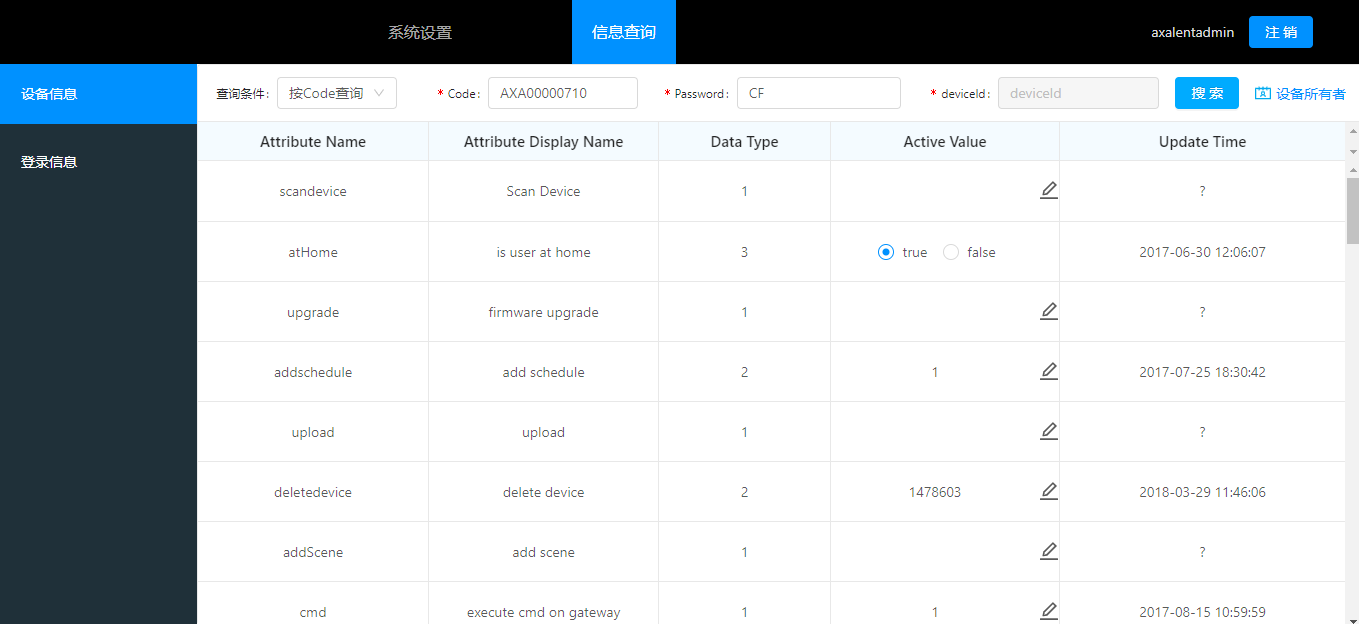 系统设置 信息查询 axalentadmin 注 销
设备信息 查询条件: 按Code查询 * Code: AXA00000710 * Password: CF * deviceId: deviceId 搜 索 设备所有者
登录信息
Attribute Name Attribute Display Name Data Type Active Value Update Time
scandevice Scan Device 1 ?
atHome is user at home 3 true false 2017-06-30 12:06:07
upgrade firmware upgrade 1 ?
addschedule add schedule 2 1 2017-07-25 18:30:42
upload upload 1 ?
deletedevice delete device 2 1478603 2018-03-29 11:46:06
addScene add scene 1 ?
cmd execute cmd on gateway 1 1 2017-08-15 10:59:59